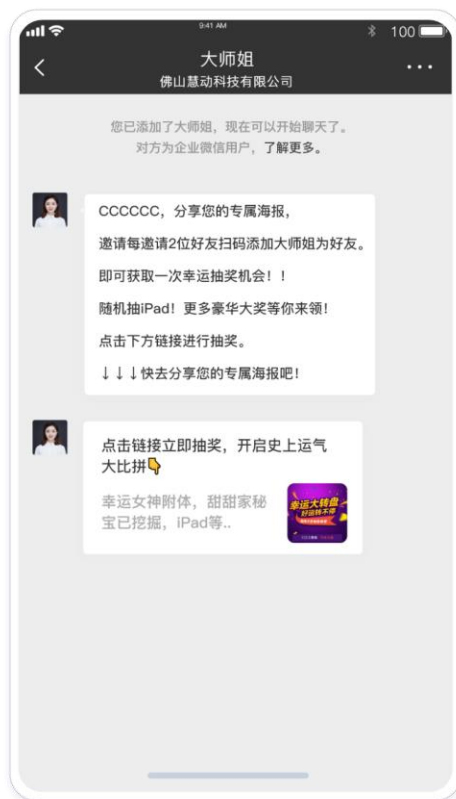 9:41 AM
100
大师姐
佛山慧动科技有限公司
您已添加了大师姐，现在可以开始聊天了。
对方为企业微信用户，了解更多。
CCCCCC，分享您的专属海报，
邀请每邀请2位好友扫码添加大师姐为好友。
即可获取一次幸运抽奖机会！！
随机抽iPad！更多豪华大奖等你来领！
点击下方链接进行抽奖。
↓↓↓快去分享您的专属海报吧！
点击链接立即抽奖，开启史上运气
大比拼👇
幸运女神附体，甜甜家秘
宝已挖掘，iPad等..
幸运大转盘
好运转不停